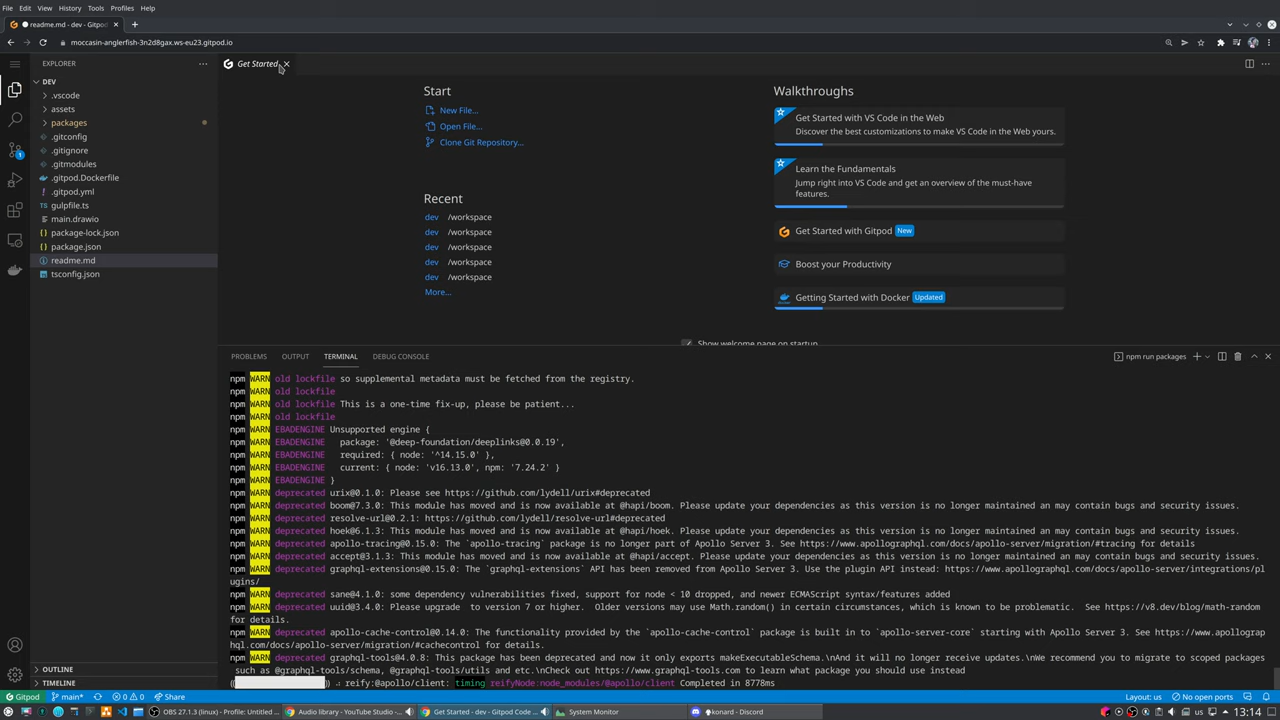 File Edit View History Tools Profiles Help
readme.md - dev - Gitpod
moccasin-anglerfish-3n2d8gax.ws-eu23.gitpod.io
EXPLORER
DEV
.vscode
assets
packages
.gitconfig
.gitignore
.gitmodules
.gitpod.Dockerfile
.gitpod.yml
gulpfile.ts
main.drawio
package-lock.json
package.json
readme.md
tsconfig.json
OUTLINE
TIMELINE
Get Started
Start
New File...
Open File...
Clone Git Repository...
Recent
dev /workspace
dev /workspace
dev /workspace
dev /workspace
dev /workspace
More...
Walkthroughs
Get Started with VS Code in the Web
Discover the best customizations to make VS Code in the Web yours.
Learn the Fundamentals
Jump right into VS Code and get an overview of the must-have
features.
Get Started with Gitpod New
Boost your Productivity
Getting Started with Docker Updated
Show welcome page on startup
PROBLEMS OUTPUT TERMINAL DEBUG CONSOLE
npm run packages
npm WARN old lockfile so supplemental metadata must be fetched from the registry.
npm WARN old lockfile
npm WARN old lockfile This is a one-time fix-up, please be patient...
npm WARN old lockfile
npm WARN EBADENGINE Unsupported engine {
npm WARN EBADENGINE package: '@deep-foundation/deeplinks@0.0.19',
npm WARN EBADENGINE required: { node: '^14.15.0' },
npm WARN EBADENGINE current: { node: 'v16.13.0', npm: '7.24.2' }
npm WARN EBADENGINE }
npm WARN deprecated urix@0.1.0: Please see https://github.com/lydell/urix#deprecated
npm WARN deprecated boom@7.3.0: This module has moved and is now available at @hapi/boom. Please update your dependencies as this version is no longer maintained an may contain bugs and security issues.
npm WARN deprecated resolve-url@0.2.1: https://github.com/lydell/resolve-url#deprecated
npm WARN deprecated hoek@6.1.3: This module has moved and is now available at @hapi/hoek. Please update your dependencies as this version is no longer maintained an may contain bugs and security issues.
npm WARN deprecated apollo-tracing@0.15.0: The `apollo-tracing` package is no longer part of Apollo Server 3. See https://www.apollographql.com/docs/apollo-server/migration/#tracing for details
npm WARN deprecated accept@3.1.3: This module has moved and is now available at @hapi/accept. Please update your dependencies as this version is no longer maintained an may contain bugs and security issues.
npm WARN deprecated graphql-extensions@0.15.0: The `graphql-extensions` API has been removed from Apollo Server 3. Use the plugin API instead: https://www.apollographql.com/docs/apollo-server/integrations/pl
ugins/
npm WARN deprecated sane@4.1.0: some dependency vulnerabilities fixed, support for node < 10 dropped, and newer ECMAScript syntax/features added
npm WARN deprecated uuid@3.4.0: Please upgrade to version 7 or higher. Older versions may use Math.random() in certain circumstances, which is known to be problematic. See https://v8.dev/blog/math-random
for details.
npm WARN deprecated apollo-cache-control@0.14.0: The functionality provided by the `apollo-cache-control` package is built in to `apollo-server-core` starting with Apollo Server 3. See https://www.apollograp
hql.com/docs/apollo-server/migration/#cachecontrol for details.
npm WARN deprecated graphql-tools@4.0.8: This package has been deprecated and now it only exports makeExecutableSchema.\nAnd it will no longer receive updates.\nWe recommend you to migrate to scoped packages
such as @graphql-tools/schema, @graphql-tools/utils and etc.\nCheck out https://www.graphql-tools.com to learn what package you should use instead
reify:@apollo/client: timing reifyNode:node_modules/@apollo/client Completed in 8778ms
Gitpod main* 0 0 Share Layout: us No open ports
OBS 27.1.3 (linux) - Profile: Untitled ... Audio library - YouTube Studio - ... Get Started - dev - Gitpod Code ... System Monitor konard - Discord us 13:14